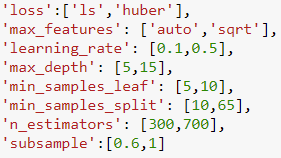 'loss':['ls','huber'],
'max_features': ['auto','sqrt'],
'learning_rate': [0.1,0.5],
'max_depth': [5,15],
'min_samples_leaf': [5,10],
'min_samples_split': [10,65],
'n_estimators': [300,700],
'subsample':[0.6,1]